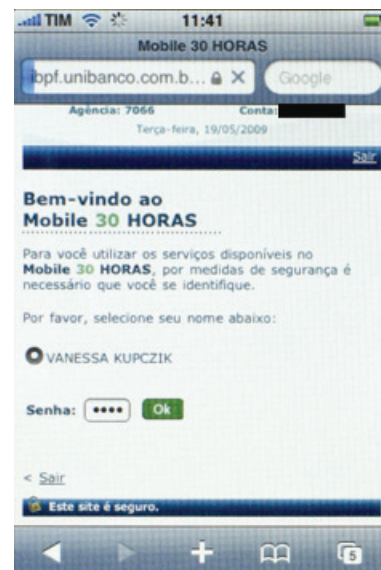 TIM 11:41
Mobile 30 HORAS
ibpf.unibanco.com.b... Google
Agência: 7066 Conta:
Terça-feira, 19/05/2009
Sair
Bem-vindo ao
Mobile 30 HORAS
Para você utilizar os serviços disponíveis no
Mobile 30 HORAS, por medidas de segurança é
necessário que você se identifique.
Por favor, selecione seu nome abaixo:
VANESSA KUPCZIK
Senha: •••• Ok
< Sair
Este site é seguro.
5